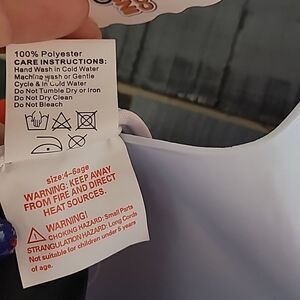 100% Polyester
CARE INSTRUCTIONS:
Hand Wash in Cold Water
Machine wash or Gentle
Cycle & in Cold Water
Do Not Tumble Dry or Iron
Do Not Dry Clean
Do Not Bleach
size:4-6age
WARNING: KEEP AWAY
FROM FIRE AND DIRECT
HEAT SOURCES.
WARNING!
CHOKING HAZARD: Small Parts
STRANGULATION HAZARD: Long Cords
Not suitable for children under 5 years
of age.